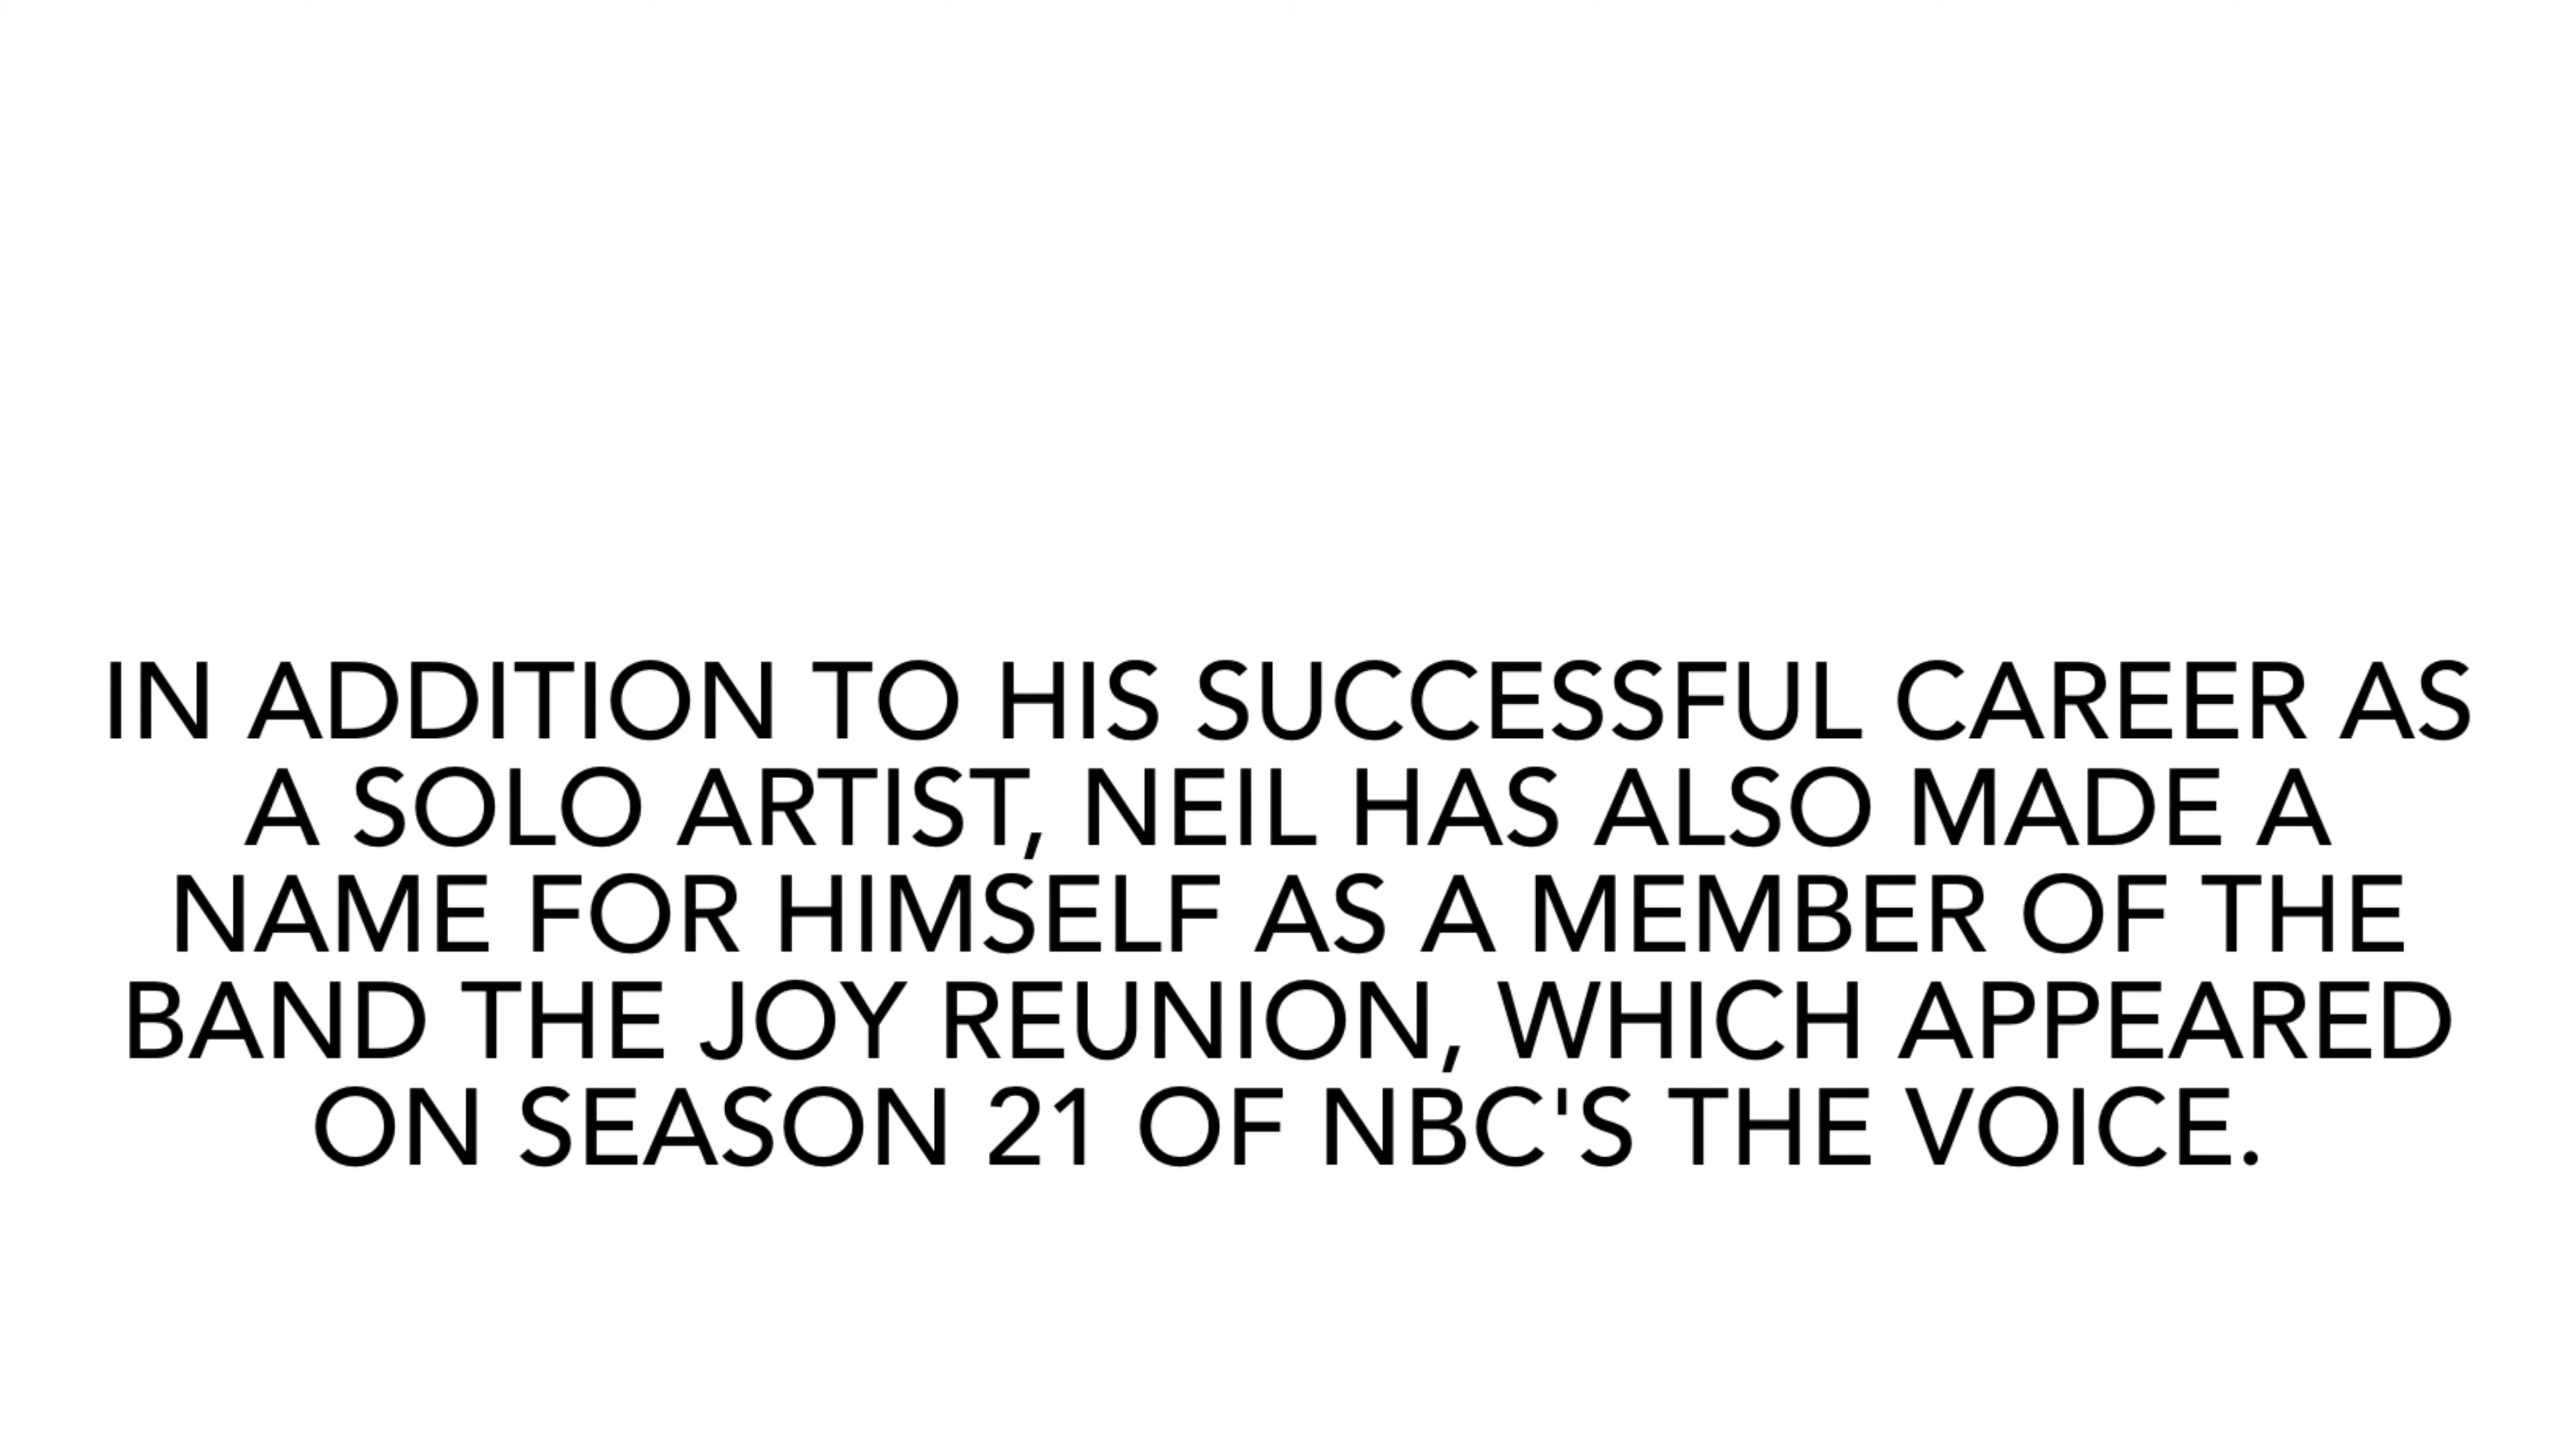 IN ADDITION TO HIS SUCCESSFUL CAREER AS
A SOLO ARTIST, NEIL HAS ALSO MADE A
NAME FOR HIMSELF AS A MEMBER OF THE
BAND THE JOY REUNION, WHICH APPEARED
ON SEASON 21 OF NBC'S THE VOICE.